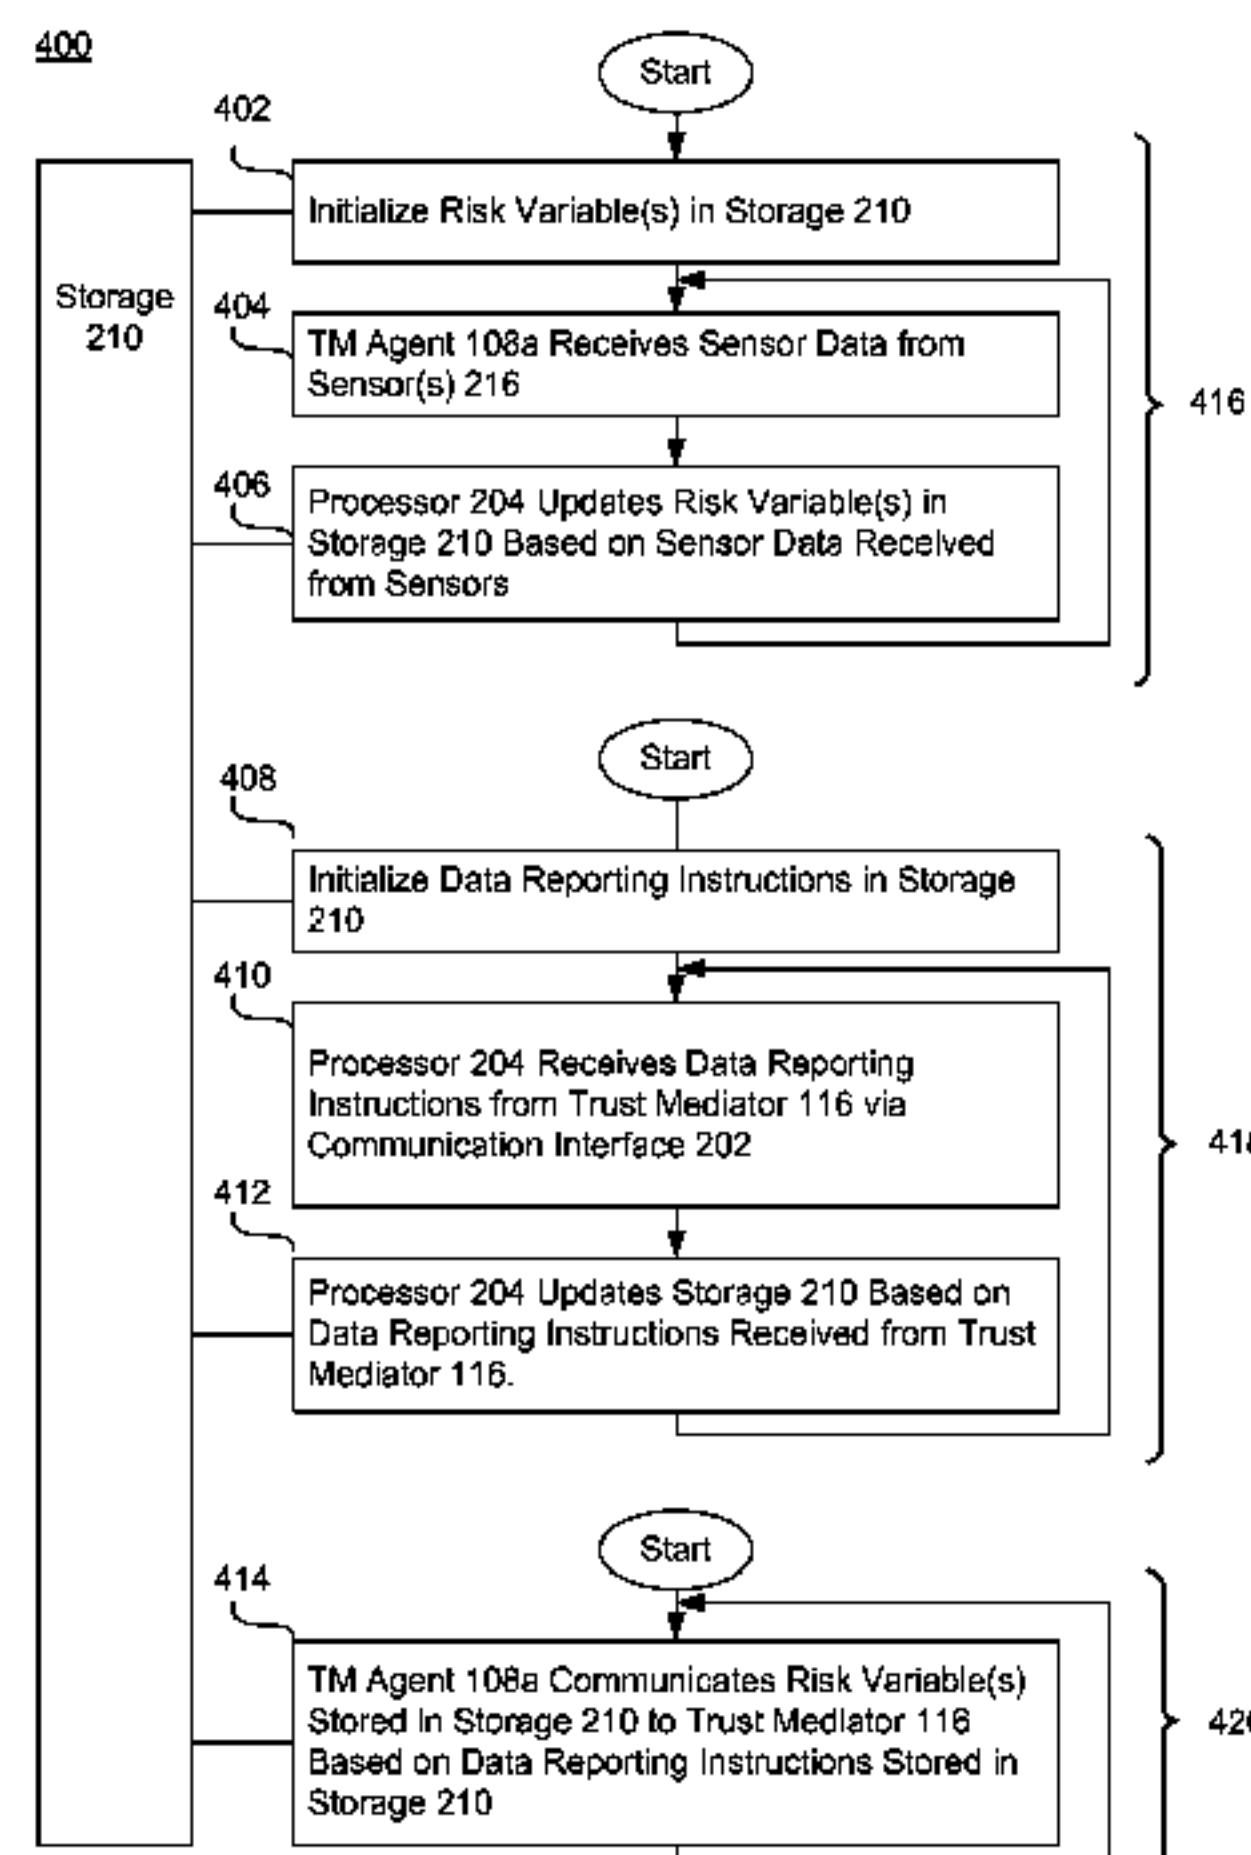 400
Start
402
Initialize Risk Variable(s) in Storage 210
Storage
210
404
TM Agent 108a Receives Sensor Data from
Sensor(s) 216
416
406
Processor 204 Updates Risk Variable(s) in
Storage 210 Based on Sensor Data Received
from Sensors
Start
408
Initialize Data Reporting Instructions in Storage
210
410
Processor 204 Receives Data Reporting
Instructions from Trust Mediator 116 via
Communication Interface 202
412
Processor 204 Updates Storage 210 Based on
Data Reporting Instructions Received from Trust
Mediator 116.
Start
414
TM Agent 108a Communicates Risk Variable(s)
Stored in Storage 210 to Trust Mediator 116
Based on Data Reporting Instructions Stored in
Storage 210